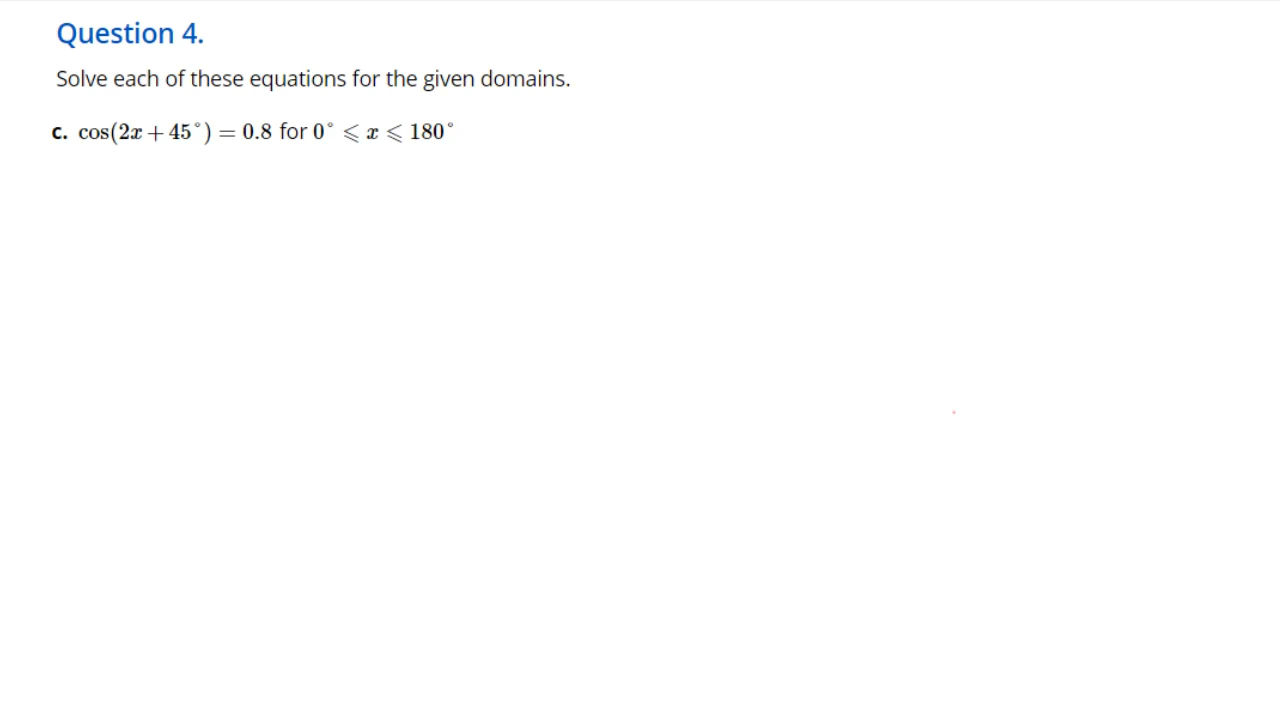 Question 4.
Solve each of these equations for the given domains.
c. cos(2x + 45°) = 0.8 for 0° ⩽ x ⩽ 180°